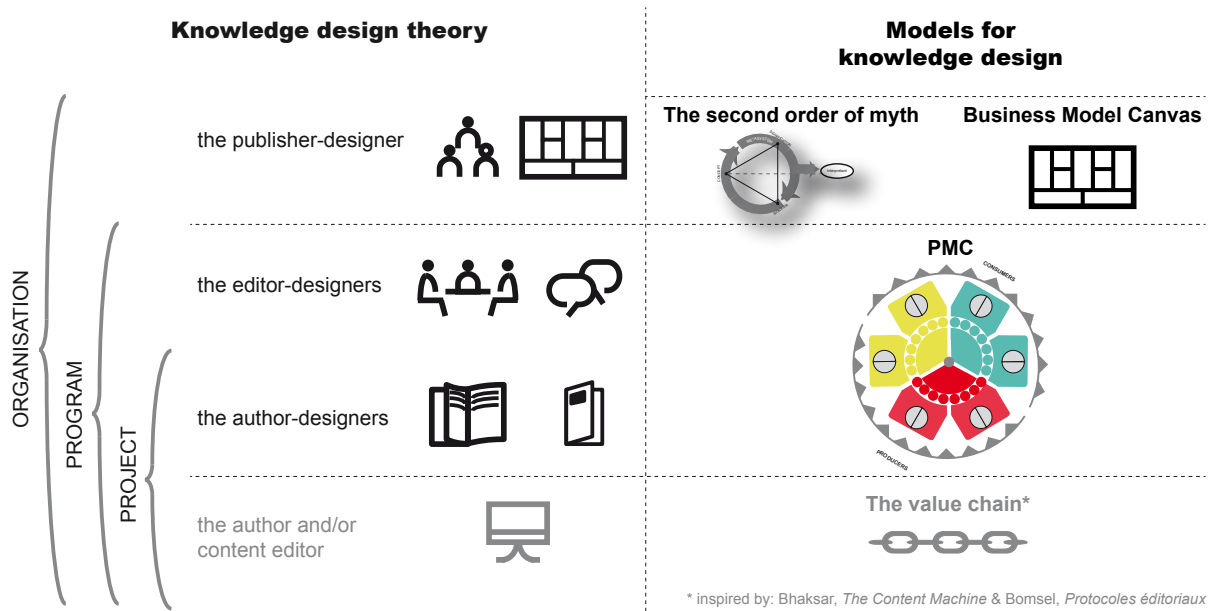 Knowledge design theory
Models for
knowledge design
the publisher-designer
The second order of myth
Business Model Canvas
the editor-designers
PMC
CONSUMERS
the author-designers
PRODUCERS
the author and/or
content editor
The value chain*
ORGANISATION
PROGRAM
PROJECT
* inspired by: Bhaksar, The Content Machine & Bomsel, Protocoles éditoriaux